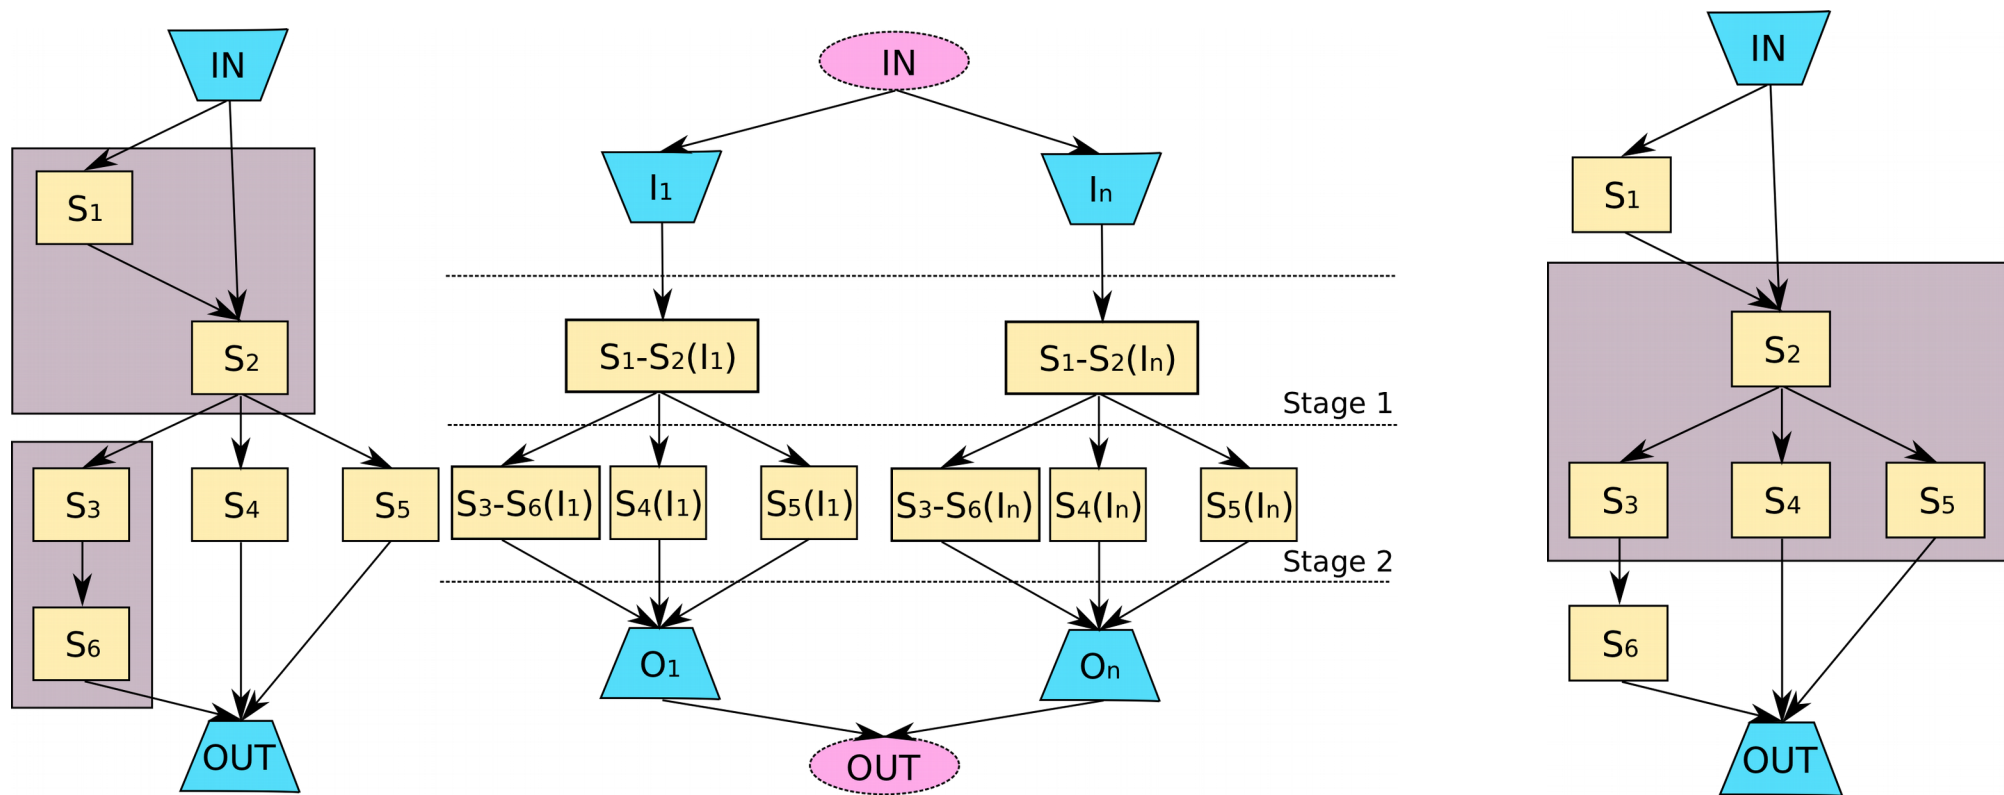 IN
S1
S2
S3
S4
S5
S6
OUT
IN
I1
In
S1-S2(I1)
S1-S2(In)
Stage 1
S3-S6(I1)
S4(I1)
S5(I1)
S3-S6(In)
S4(In)
S5(In)
Stage 2
O1
On
OUT
IN
S1
S2
S3
S4
S5
S6
OUT